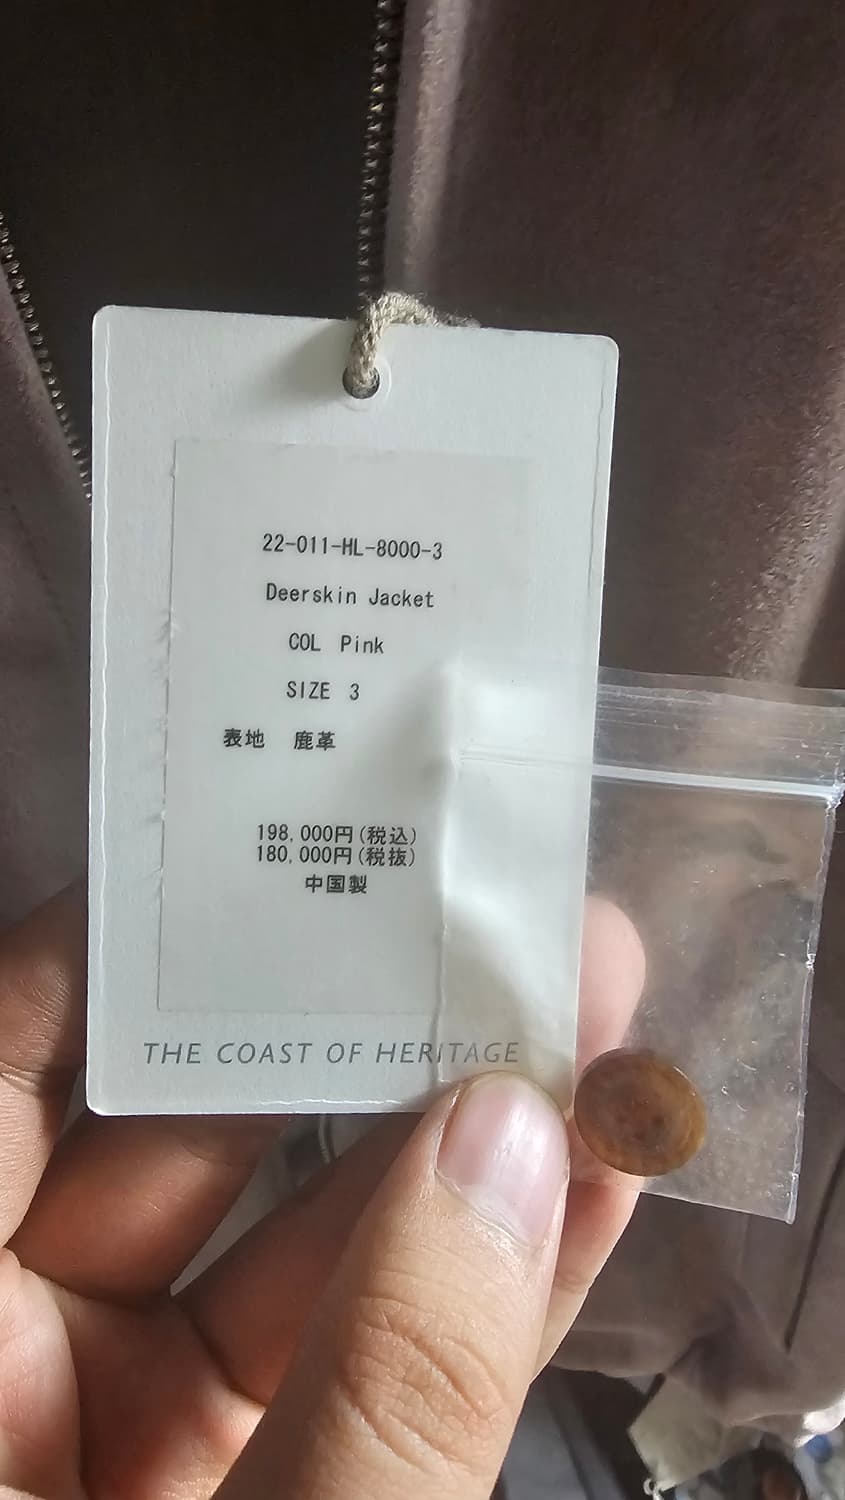 22-011-HL-8000-3
Deerskin Jacket
COL Pink
SIZE 3
表地 鹿革
198,000円(税込)
180,000円(税抜)
中国製
THE COAST OF HERITAGE